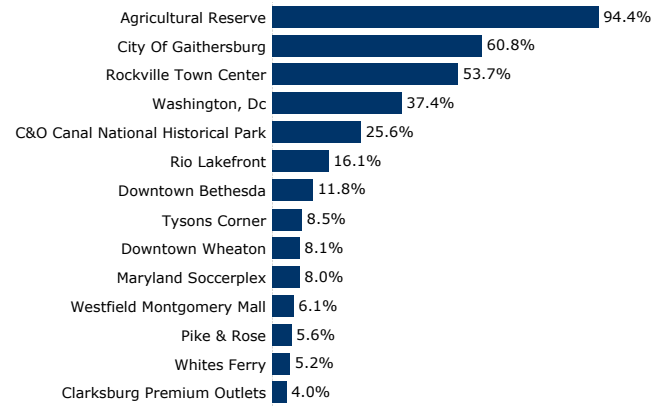 Agricultural Reserve 94.4%
City Of Gaithersburg 60.8%
Rockville Town Center 53.7%
Washington, Dc 37.4%
C&O Canal National Historical Park 25.6%
Rio Lakefront 16.1%
Downtown Bethesda 11.8%
Tysons Corner 8.5%
Downtown Wheaton 8.1%
Maryland Soccerplex 8.0%
Westfield Montgomery Mall 6.1%
Pike & Rose 5.6%
Whites Ferry 5.2%
Clarksburg Premium Outlets 4.0%